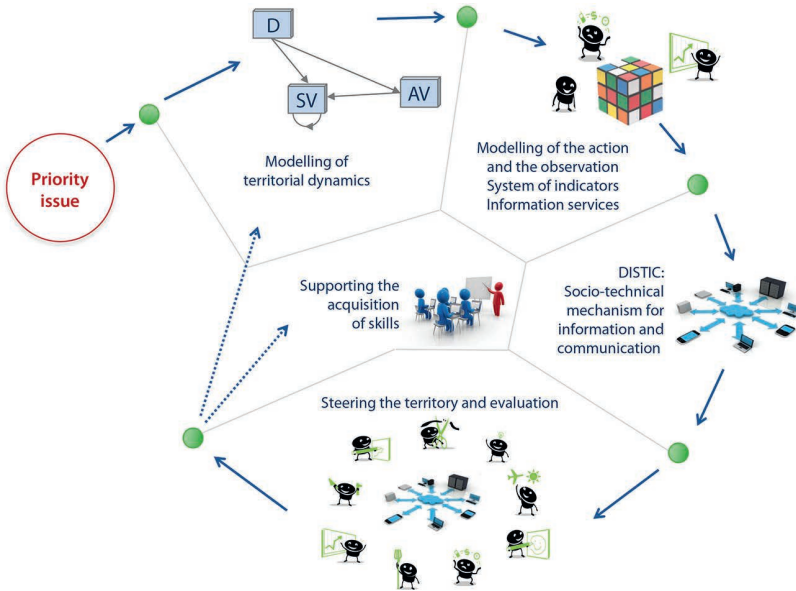 D
SV
AV
Priority
issue
Modelling of
territorial dynamics
Modelling of the action
and the observation
System of indicators
Information services
Supporting the
acquisition
of skills
DISTIC:
Socio-technical
mechanism for
information and
communication
Steering the territory and evaluation